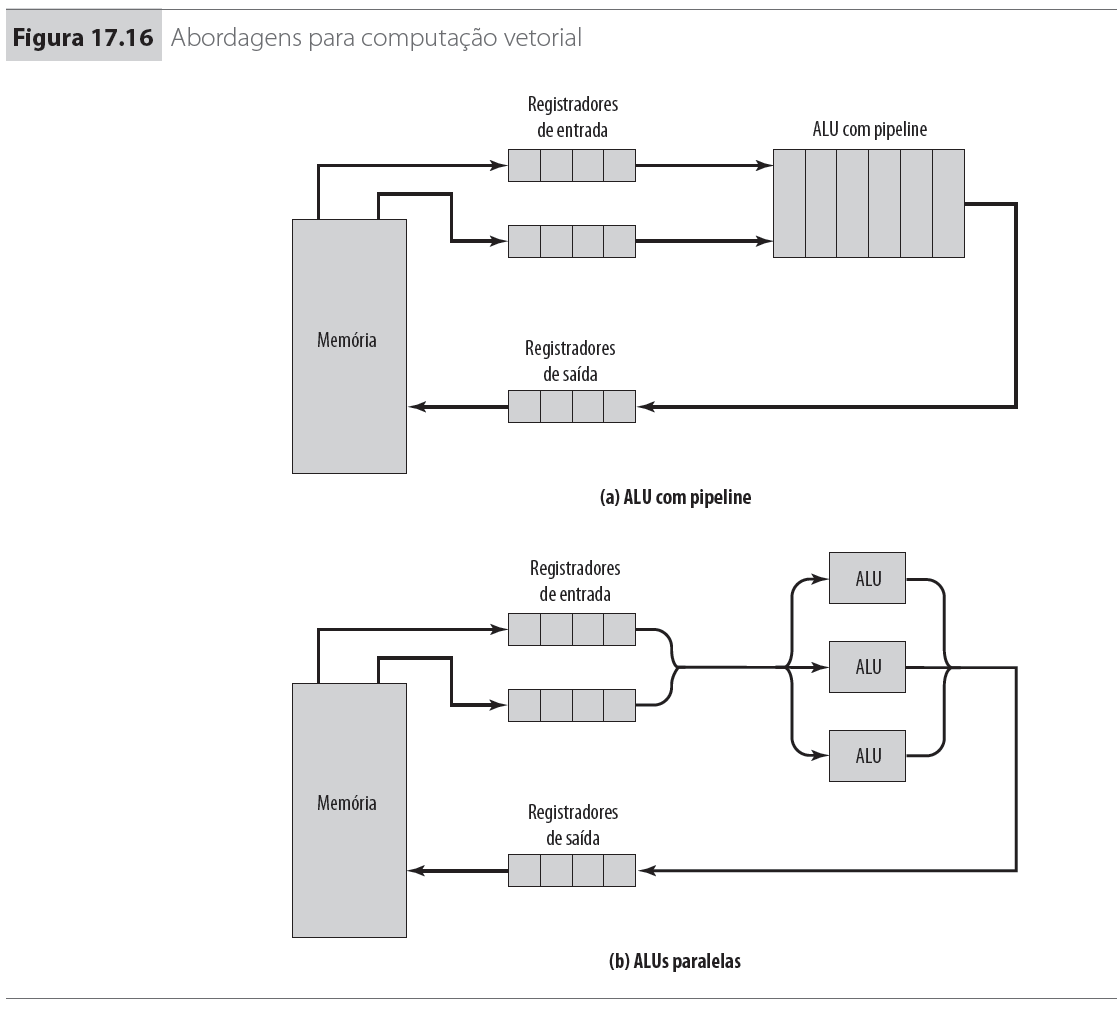 Figura 17.16 Abordagens para computação vetorial
Registradores
de entrada
ALU com pipeline
Memória
Registradores
de saída
(a) ALU com pipeline
Registradores
de entrada
ALU
ALU
ALU
Memória
Registradores
de saída
(b) ALUs paralelas